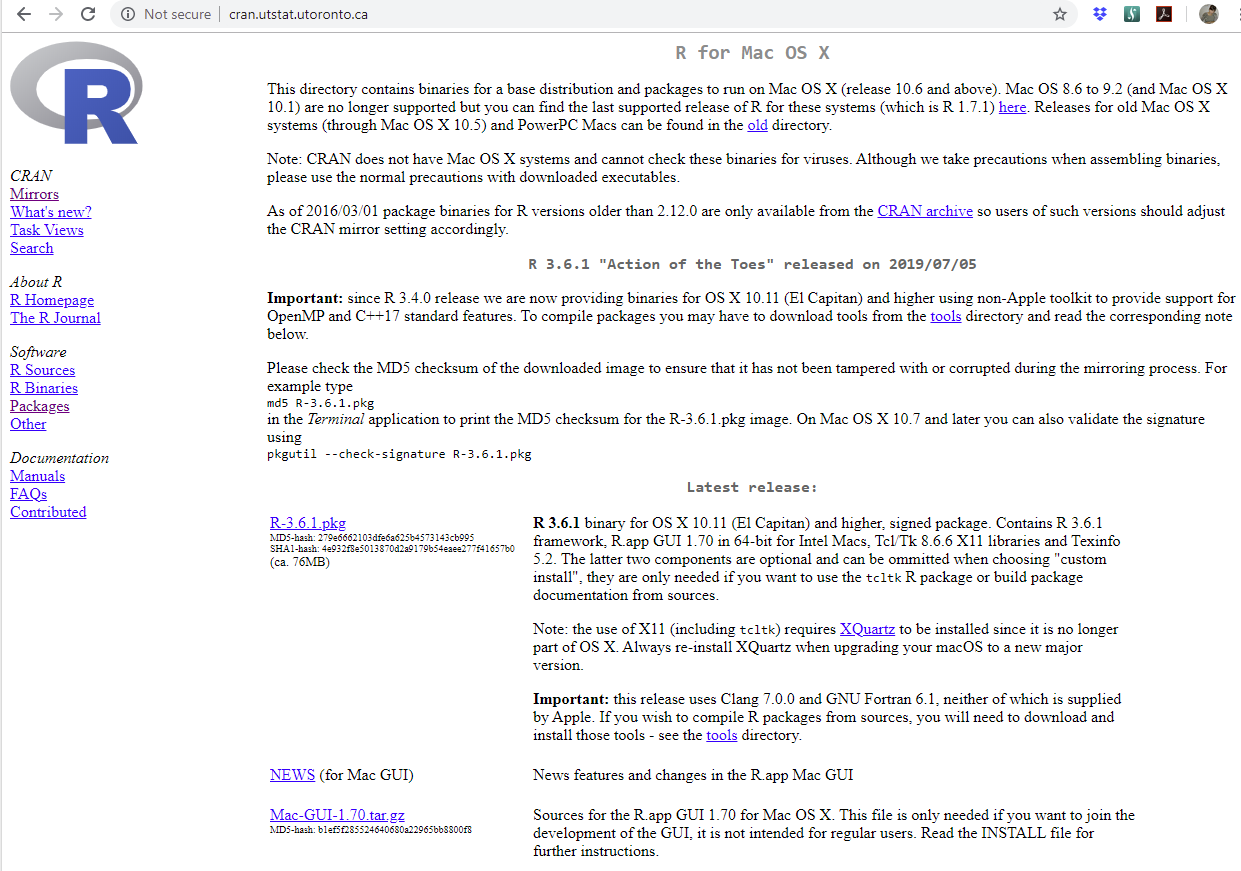 Not secure | cran.utstat.utoronto.ca
R
CRAN
Mirrors
What's new?
Task Views
Search
About R
R Homepage
The R Journal
Software
R Sources
R Binaries
Packages
Other
Documentation
Manuals
FAQs
Contributed
R for Mac OS X
This directory contains binaries for a base distribution and packages to run on Mac OS X (release 10.6 and above). Mac OS 8.6 to 9.2 (and Mac OS X
10.1) are no longer supported but you can find the last supported release of R for these systems (which is R 1.7.1) here. Releases for old Mac OS X
systems (through Mac OS X 10.5) and PowerPC Macs can be found in the old directory.
Note: CRAN does not have Mac OS X systems and cannot check these binaries for viruses. Although we take precautions when assembling binaries,
please use the normal precautions with downloaded executables.
As of 2016/03/01 package binaries for R versions older than 2.12.0 are only available from the CRAN archive so users of such versions should adjust
the CRAN mirror setting accordingly.
R 3.6.1 "Action of the Toes" released on 2019/07/05
Important: since R 3.4.0 release we are now providing binaries for OS X 10.11 (El Capitan) and higher using non-Apple toolkit to provide support for
OpenMP and C++17 standard features. To compile packages you may have to download tools from the tools directory and read the corresponding note
below.
Please check the MD5 checksum of the downloaded image to ensure that it has not been tampered with or corrupted during the mirroring process. For
example type
md5 R-3.6.1.pkg
in the Terminal application to print the MD5 checksum for the R-3.6.1.pkg image. On Mac OS X 10.7 and later you can also validate the signature
using
pkgutil --check-signature R-3.6.1.pkg
Latest release:
R-3.6.1.pkg
MD5-hash: 279e6662103dfe6a625b4573143cb995
SHA1-hash: 4e932f8e5013870d2a9179b54eaee277f41657b0
(ca. 76MB)
R 3.6.1 binary for OS X 10.11 (El Capitan) and higher, signed package. Contains R 3.6.1
framework, R.app GUI 1.70 in 64-bit for Intel Macs, Tcl/Tk 8.6.6 X11 libraries and Texinfo
5.2. The latter two components are optional and can be ommitted when choosing "custom
install", they are only needed if you want to use the tcltk R package or build package
documentation from sources.
Note: the use of X11 (including tcltk) requires XQuartz to be installed since it is no longer
part of OS X. Always re-install XQuartz when upgrading your macOS to a new major
version.
Important: this release uses Clang 7.0.0 and GNU Fortran 6.1, neither of which is supplied
by Apple. If you wish to compile R packages from sources, you will need to download and
install those tools - see the tools directory.
NEWS (for Mac GUI)
News features and changes in the R.app Mac GUI
Mac-GUI-1.70.tar.gz
MD5-hash: b1ef5f285524640680a22965bb8800f8
Sources for the R.app GUI 1.70 for Mac OS X. This file is only needed if you want to join the
development of the GUI, it is not intended for regular users. Read the INSTALL file for
further instructions.